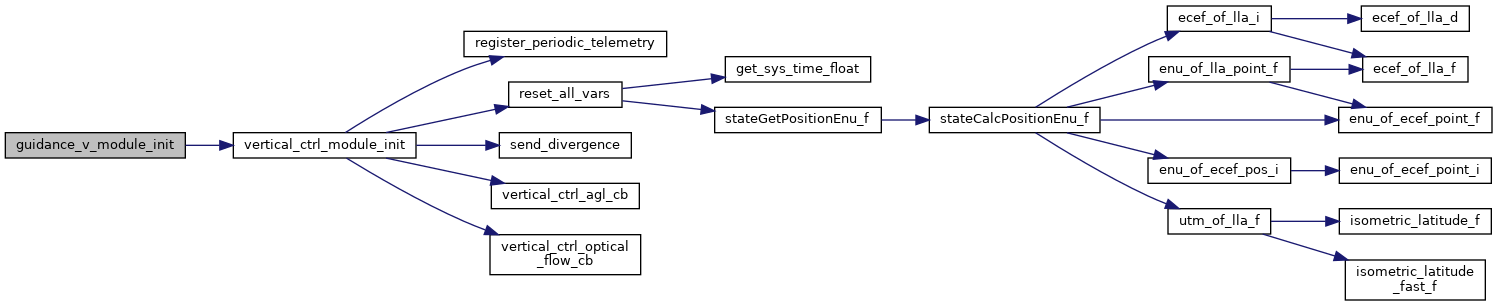 guidance_v_module_init
vertical_ctrl_module_init
register_periodic_telemetry
reset_all_vars
send_divergence
vertical_ctrl_agl_cb
vertical_ctrl_optical
_flow_cb
get_sys_time_float
stateGetPositionEnu_f
stateCalcPositionEnu_f
ecef_of_lla_i
enu_of_lla_point_f
enu_of_ecef_pos_i
utm_of_lla_f
ecef_of_lla_d
ecef_of_lla_f
enu_of_ecef_point_f
enu_of_ecef_point_i
isometric_latitude_f
isometric_latitude
_fast_f